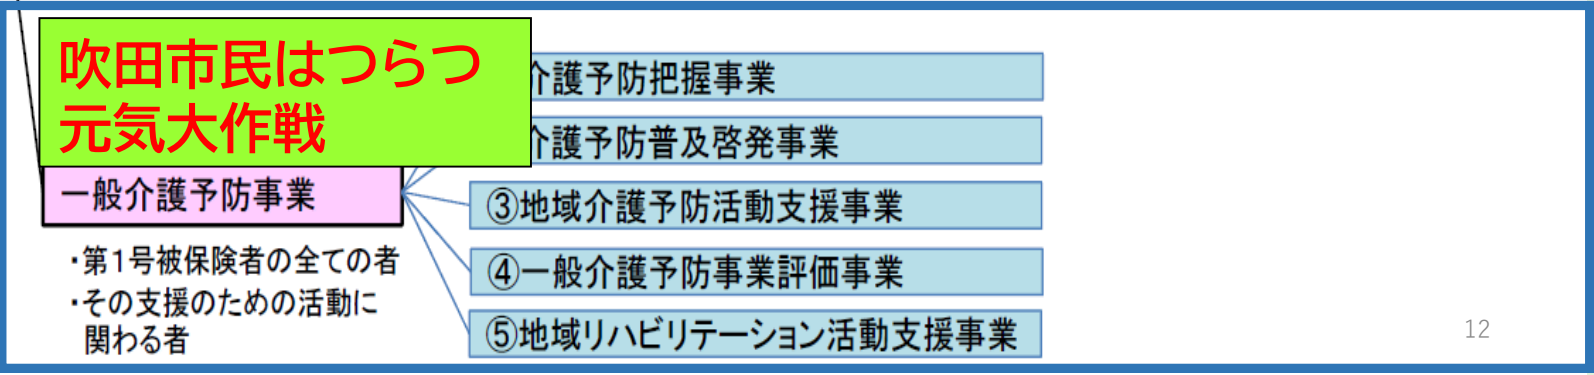 吹田市民はつらつ
元気大作戦
介護予防把握事業
介護予防普及啓発事業
一般介護予防事業
③地域介護予防活動支援事業
・第1号被保険者の全ての者
・その支援のための活動に
関わる者
④一般介護予防事業評価事業
⑤地域リハビリテーション活動支援事業
12